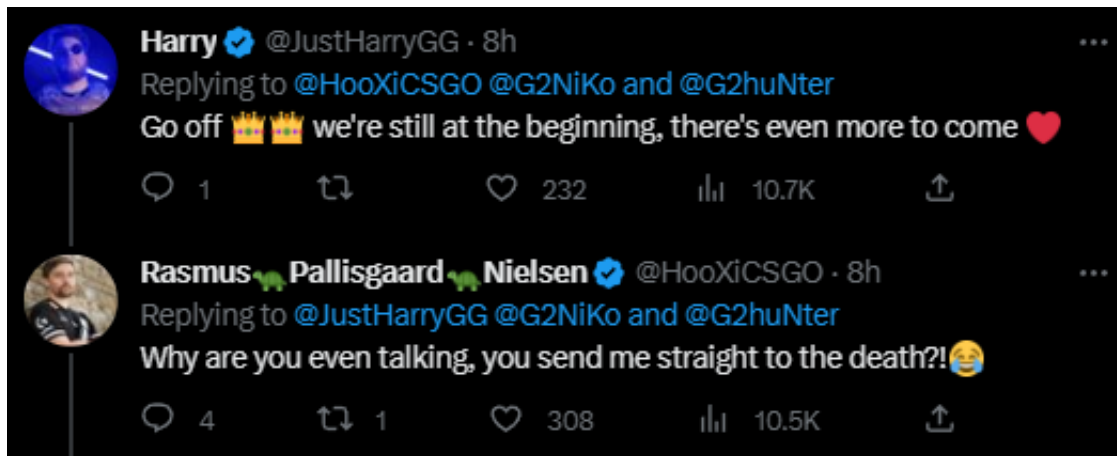 Harry @JustHarryGG · 8h
Replying to @HooXiCSGO @G2NiKo and @G2huNter
Go off 👑👑 we're still at the beginning, there's even more to come ❤️
1 232 10.7K
Rasmus🐢Pallisgaard🐢Nielsen @HooXiCSGO · 8h
Replying to @JustHarryGG @G2NiKo and @G2huNter
Why are you even talking, you send me straight to the death?!😂
4 1 308 10.5K